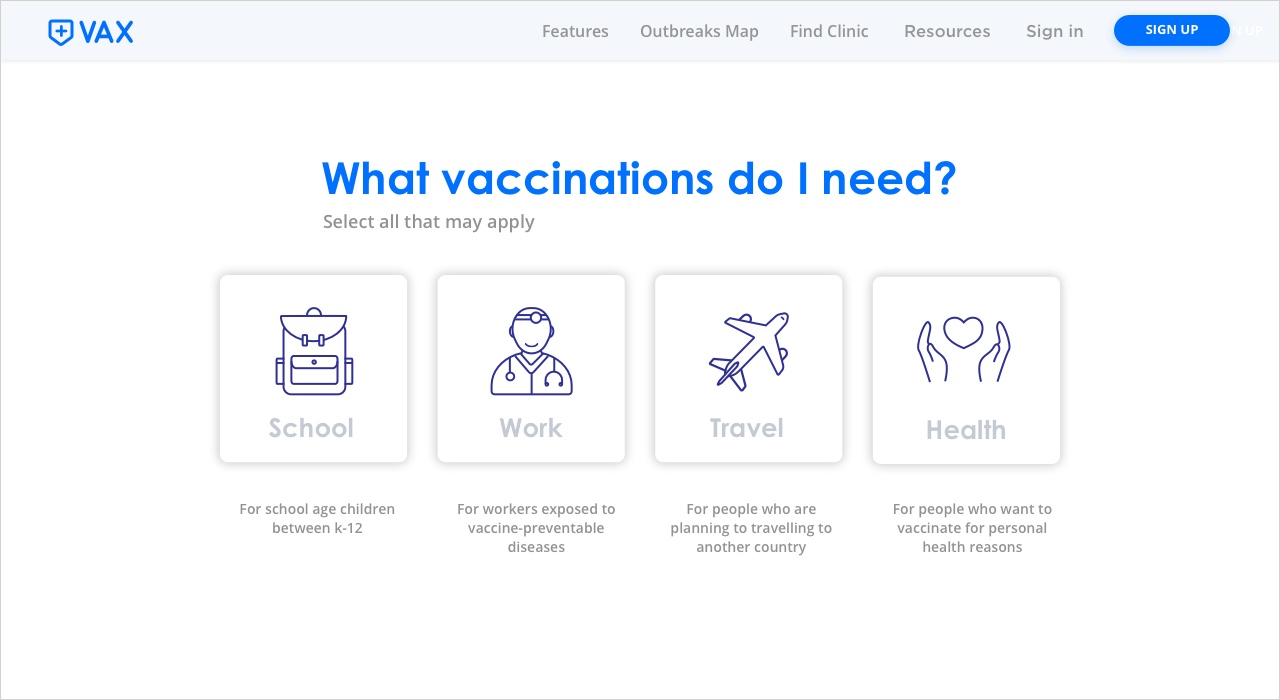 VAX
Features
Outbreaks Map
Find Clinic
Resources
Sign in
SIGN UP
What vaccinations do I need?
Select all that may apply
School
Work
Travel
Health
For school age children
between k-12
For workers exposed to
vaccine-preventable
diseases
For people who are
planning to travelling to
another country
For people who want to
vaccinate for personal
health reasons